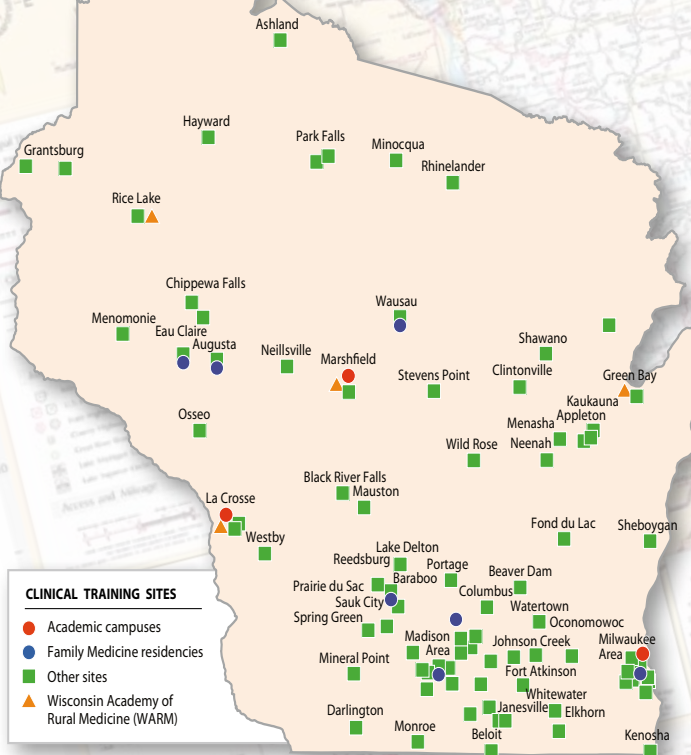 Ashland
Hayward
Park Falls
Minocqua
Grantsburg
Rhinelander
Rice Lake
Chippewa Falls
Wausau
Menomonie
Eau Claire
Augusta
Neillsville
Marshfield
Shawano
Stevens Point
Clintonville
Green Bay
Kaukauna
Appleton
Osseo
Menasha
Wild Rose
Neenah
Black River Falls
Mauston
La Crosse
Westby
Fond du Lac
Sheboygan
Lake Delton
Reedsburg
Portage
Baraboo
Beaver Dam
Prairie du Sac
Columbus
Sauk City
Watertown
Spring Green
Oconomowoc
Madison
Area
Johnson Creek
Milwaukee
Area
Mineral Point
Fort Atkinson
Whitewater
Darlington
Janesville
Elkhorn
Monroe
Beloit
Kenosha
CLINICAL TRAINING SITES
Academic campuses
Family Medicine residencies
Other sites
Wisconsin Academy of
Rural Medicine (WARM)